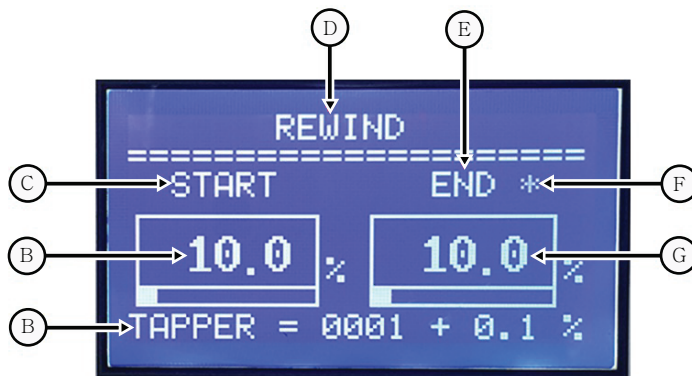 D E
REWIND
======================
C START END * F
B 10.0 % 10.0 % G
B TAPPER = 0001 + 0.1 %